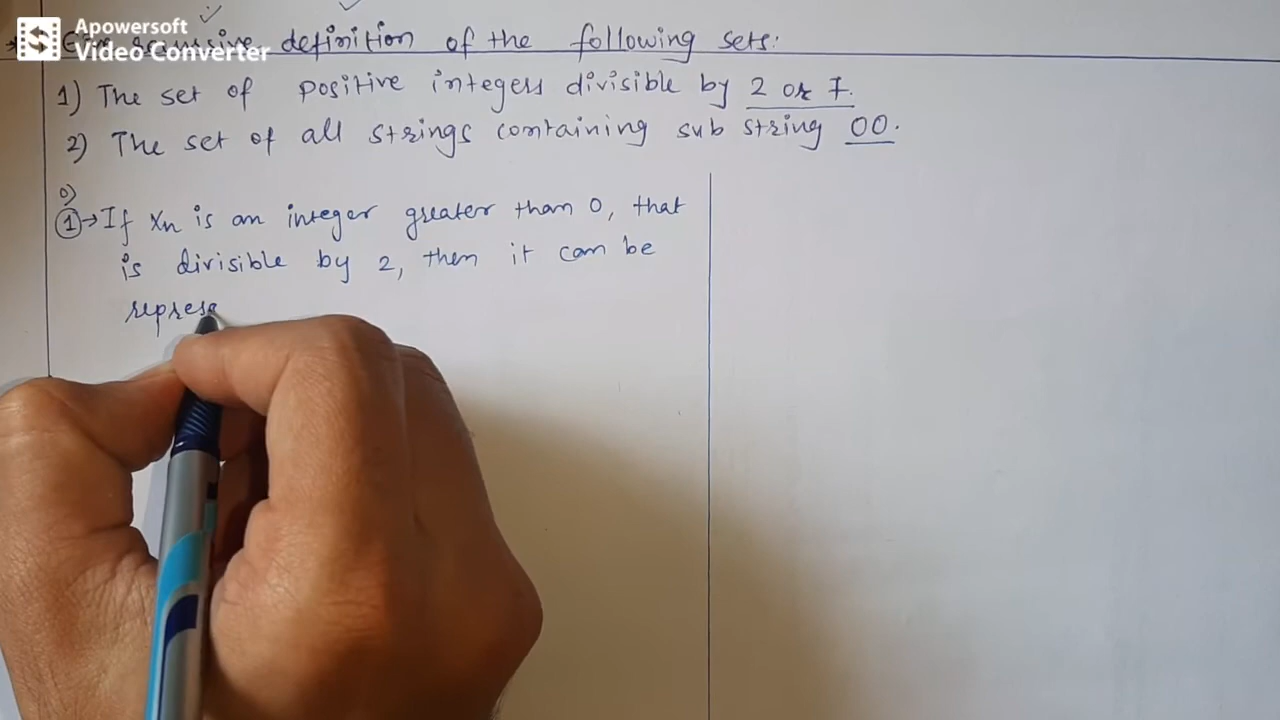 Apowersoft
Video Converter
definition of the following sets:
1) The set of positive integers divisible by 2 or 7.
2) The set of all strings containing sub string 00.
①→If xn is an integer greater than 0, that
is divisible by 2, then it can be
represe